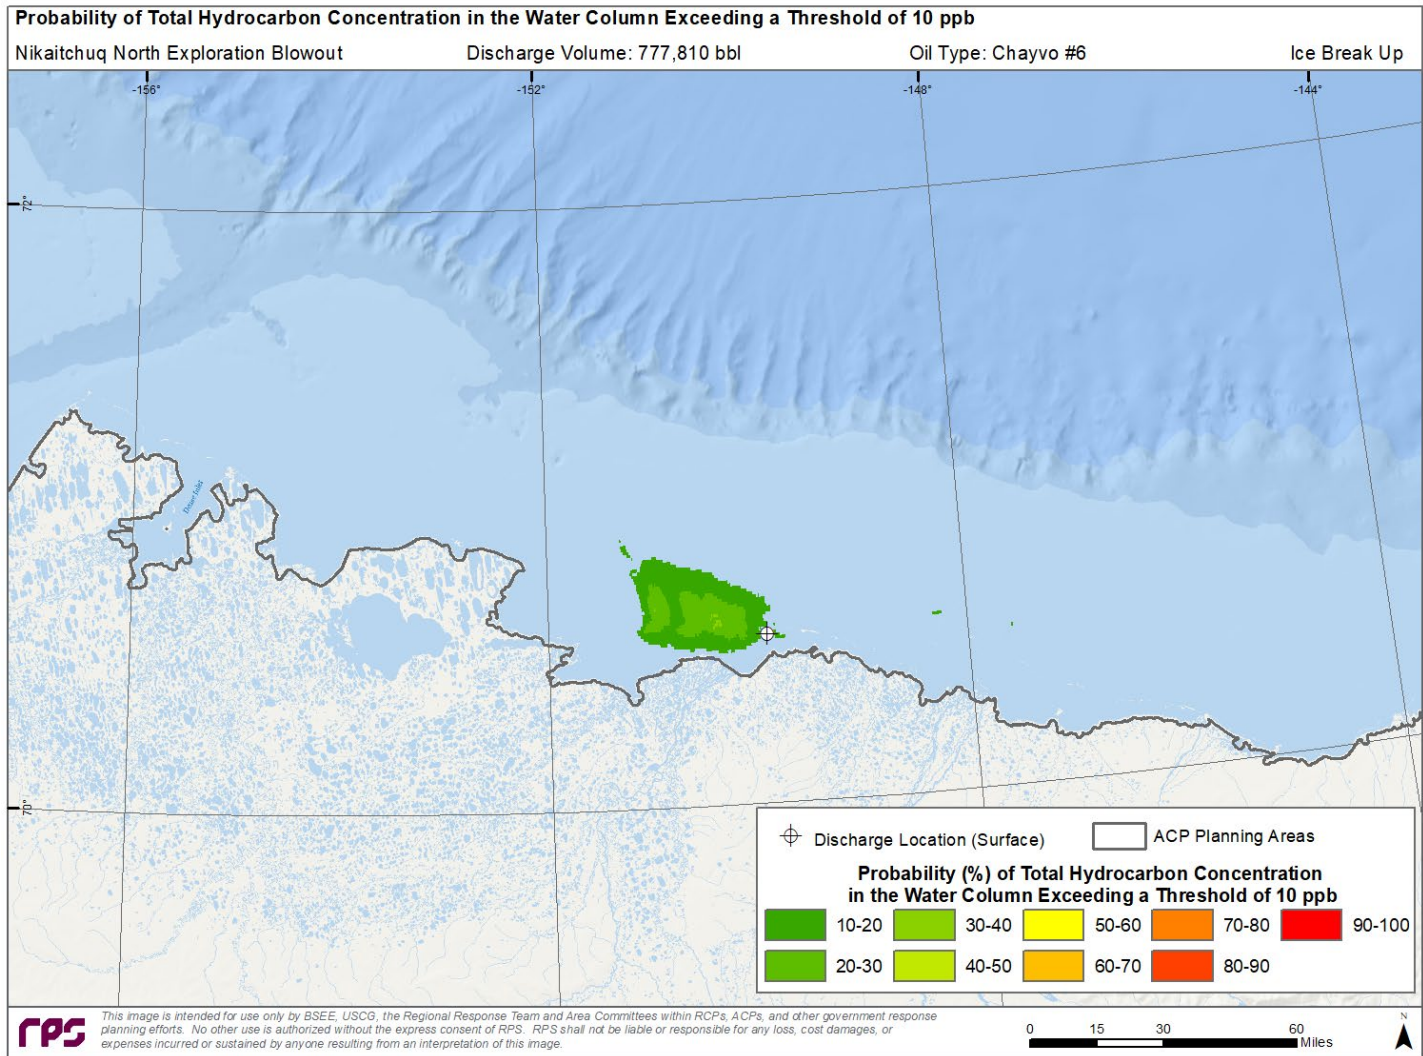 Probability of Total Hydrocarbon Concentration in the Water Column Exceeding a Threshold of 10 ppb
Nikaitchuq North Exploration Blowout Discharge Volume: 777,810 bbl Oil Type: Chayvo #6 Ice Break Up
-156° -152° -148° -144°
72°
70°
Discharge Location (Surface) ACP Planning Areas
Probability (%) of Total Hydrocarbon Concentration
in the Water Column Exceeding a Threshold of 10 ppb
10-20 30-40 50-60 70-80 90-100
20-30 40-50 60-70 80-90
rps
This image is intended for use only by BSEE, USCG, the Regional Response Team and Area Committees within RCPs, ACPs, and other government response
planning efforts. No other use is authorized without the express consent of RPS. RPS shall not be liable or responsible for any loss, cost damages, or
expenses incurred or sustained by anyone resulting from an interpretation of this image.
0 15 30 60
Miles
N